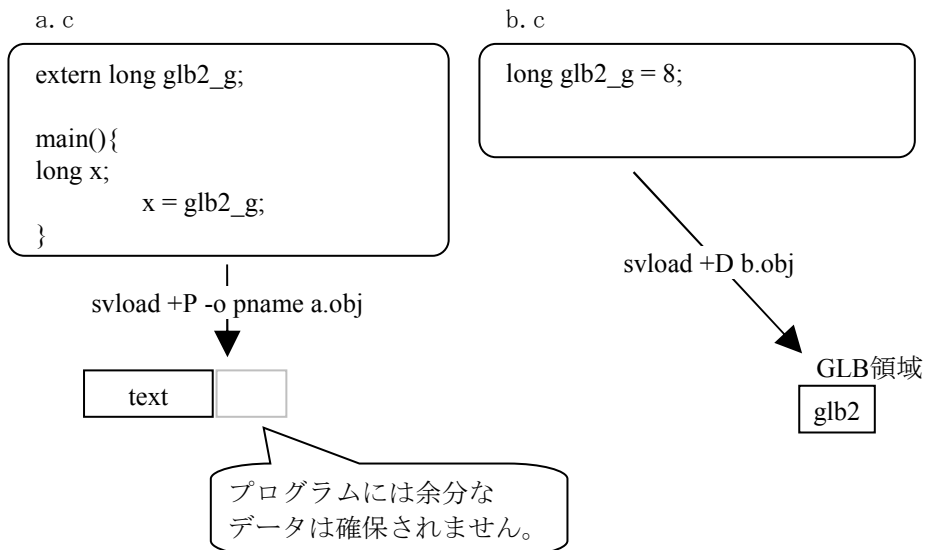 a.c
extern long glb2_g;
main(){
long x;
x = glb2_g;
}
b.c
long glb2_g = 8;
svload +P -o pname a.obj
svload +D b.obj
text
GLB領域
glb2
プログラムには余分な
データは確保されません。